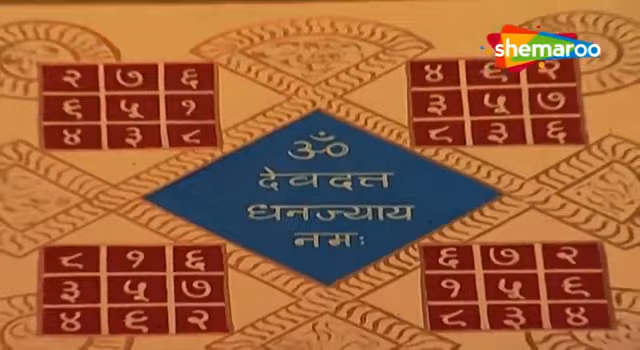 shemaroo
२ ७ ६
९ ५ १
४ ३ ८
४ ९ २
३ ५ ७
८ ३ ६
ॐ
देवदत्त
धनज्याय
नमः
८ १ ६
३ ५ ७
४ ९ २
६ ७ २
१ ५ ९
८ ३ ४